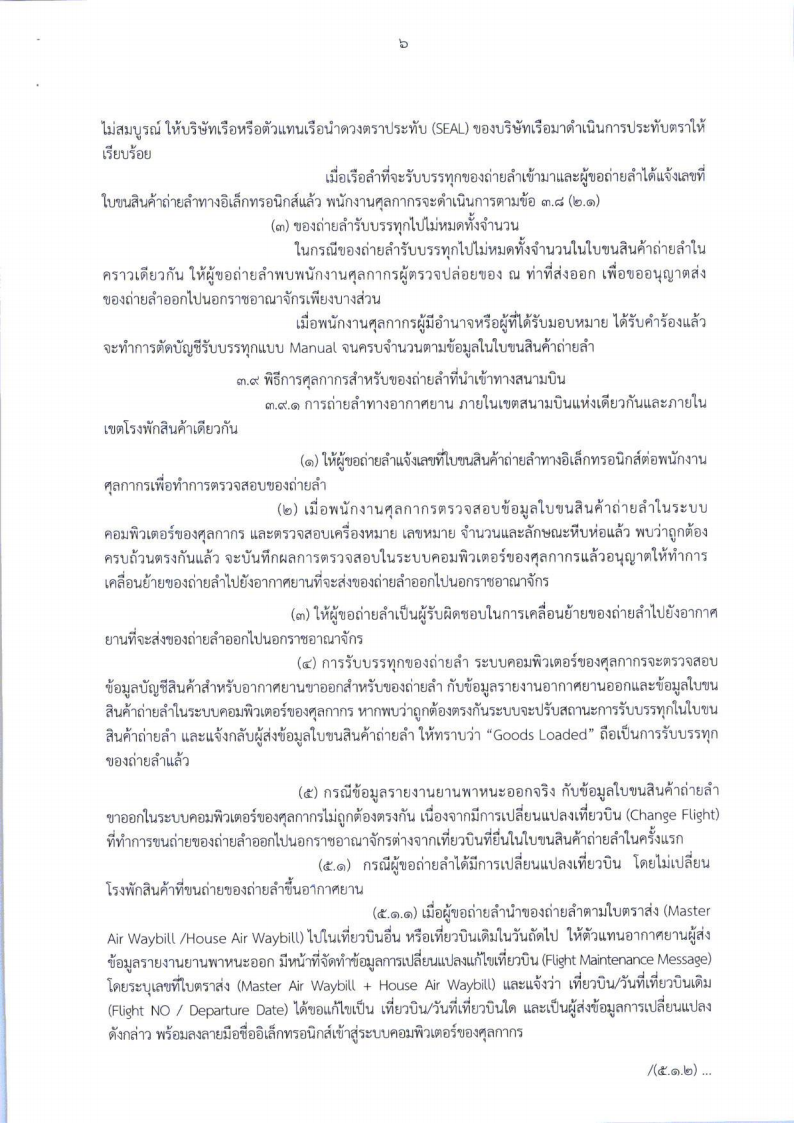 ๖
ไม่สมบูรณ์ ให้บริษัทเรือหรือตัวแทนเรือนำดวงตราประทับ (SEAL) ของบริษัทเรือมาดำเนินการประทับตราให้
เรียบร้อย
เมื่อเรือลำที่จะรับบรรทุกของถ่ายลำเข้ามาและผู้ขอถ่ายลำได้แจ้งเลขที่
ใบขนสินค้าถ่ายลำทางอิเล็กทรอนิกส์แล้ว พนักงานศุลกากรจะดำเนินการตามข้อ ๓.๘ (๒.๑)
(๓) ของถ่ายลำรับบรรทุกไปไม่หมดทั้งจำนวน
ในกรณีของถ่ายลำรับบรรทุกไปไม่หมดทั้งจำนวนในใบขนสินค้าถ่ายลำใน
คราวเดียวกัน ให้ผู้ขอถ่ายลำพบพนักงานศุลกากรผู้ตรวจปล่อยของ ณ ท่าที่ส่งออก เพื่อขออนุญาตส่ง
ของถ่ายลำออกไปนอกราชอาณาจักรเพียงบางส่วน
เมื่อพนักงานศุลกากรผู้มีอำนาจหรือผู้ที่ได้รับมอบหมาย ได้รับคำร้องแล้ว
จะทำการตัดบัญชีรับบรรทุกแบบ Manual จนครบจำนวนตามข้อมูลในใบขนสินค้าถ่ายลำ
๓.๙ พิธีการศุลกากรสำหรับของถ่ายลำที่นำเข้าทางสนามบิน
๓.๙.๑ การถ่ายลำทางอากาศยาน ภายในเขตสนามบินแห่งเดียวกันและภายใน
เขตโรงพักสินค้าเดียวกัน
(๑) ให้ผู้ขอถ่ายลำแจ้งเลขที่ใบขนสินค้าถ่ายลำทางอิเล็กทรอนิกส์ต่อพนักงาน
ศุลกากรเพื่อทำการตรวจสอบของถ่ายลำ
(๒) เมื่อพนักงานศุลกากรตรวจสอบข้อมูลใบขนสินค้าถ่ายลำในระบบ
คอมพิวเตอร์ของศุลกากร และตรวจสอบเครื่องหมาย เลขหมาย จำนวนและลักษณะหีบห่อแล้ว พบว่าถูกต้อง
ครบถ้วนตรงกันแล้ว จะบันทึกผลการตรวจสอบในระบบคอมพิวเตอร์ของศุลกากรแล้วอนุญาตให้ทำการ
เคลื่อนย้ายของถ่ายลำไปยังอากาศยานที่จะส่งของถ่ายลำออกไปนอกราชอาณาจักร
(๓) ให้ผู้ขอถ่ายลำเป็นผู้รับผิดชอบในการเคลื่อนย้ายของถ่ายลำไปยังอากาศ
ยานที่จะส่งของถ่ายลำออกไปนอกราชอาณาจักร
(๔) การรับบรรทุกของถ่ายลำ ระบบคอมพิวเตอร์ของศุลกากรจะตรวจสอบ
ข้อมูลบัญชีสินค้าสำหรับอากาศยานขาออกสำหรับของถ่ายลำ กับข้อมูลรายงานอากาศยานออกและข้อมูลใบขน
สินค้าถ่ายลำในระบบคอมพิวเตอร์ของศุลกากร หากพบว่าถูกต้องตรงกันระบบจะปรับสถานะการรับบรรทุกในใบขน
สินค้าถ่ายลำ และแจ้งกลับผู้ส่งข้อมูลใบขนสินค้าถ่ายลำ ให้ทราบว่า “Goods Loaded” ถือเป็นการรับบรรทุก
ของถ่ายลำแล้ว
(๕) กรณีข้อมูลรายงานยานพาหนะออกจริง กับข้อมูลใบขนสินค้าถ่ายลำ
ขาออกในระบบคอมพิวเตอร์ของศุลกากรไม่ถูกต้องตรงกัน เนื่องจากมีการเปลี่ยนแปลงเที่ยวบิน (Change Flight)
ที่ทำการขนถ่ายของถ่ายลำออกไปนอกราชอาณาจักรต่างจากเที่ยวบินที่ยื่นในใบขนสินค้าถ่ายลำในครั้งแรก
(๕.๑) กรณีผู้ขอถ่ายลำได้มีการเปลี่ยนแปลงเที่ยวบิน โดยไม่เปลี่ยน
โรงพักสินค้าที่ขนถ่ายของถ่ายลำขึ้นอากาศยาน
(๕.๑.๑) เมื่อผู้ขอถ่ายลำนำของถ่ายลำตามใบตราส่ง (Master
Air Waybill /House Air Waybill) ไปในเที่ยวบินอื่น หรือเที่ยวบินเดิมในวันถัดไป ให้ตัวแทนอากาศยานผู้ส่ง
ข้อมูลรายงานยานพาหนะออก มีหน้าที่จัดทำข้อมูลการเปลี่ยนแปลงแก้ไขเที่ยวบิน (Flight Maintenance Message)
โดยระบุเลขที่ใบตราส่ง (Master Air Waybill + House Air Waybill) และแจ้งว่า เที่ยวบิน/วันที่เที่ยวบินเดิม
(Flight NO / Departure Date) ได้ขอแก้ไขเป็น เที่ยวบิน/วันที่เที่ยวบินใด และเป็นผู้ส่งข้อมูลการเปลี่ยนแปลง
ดังกล่าว พร้อมลงลายมือชื่ออิเล็กทรอนิกส์เข้าสู่ระบบคอมพิวเตอร์ของศุลกากร
/(๕.๑.๒) ...